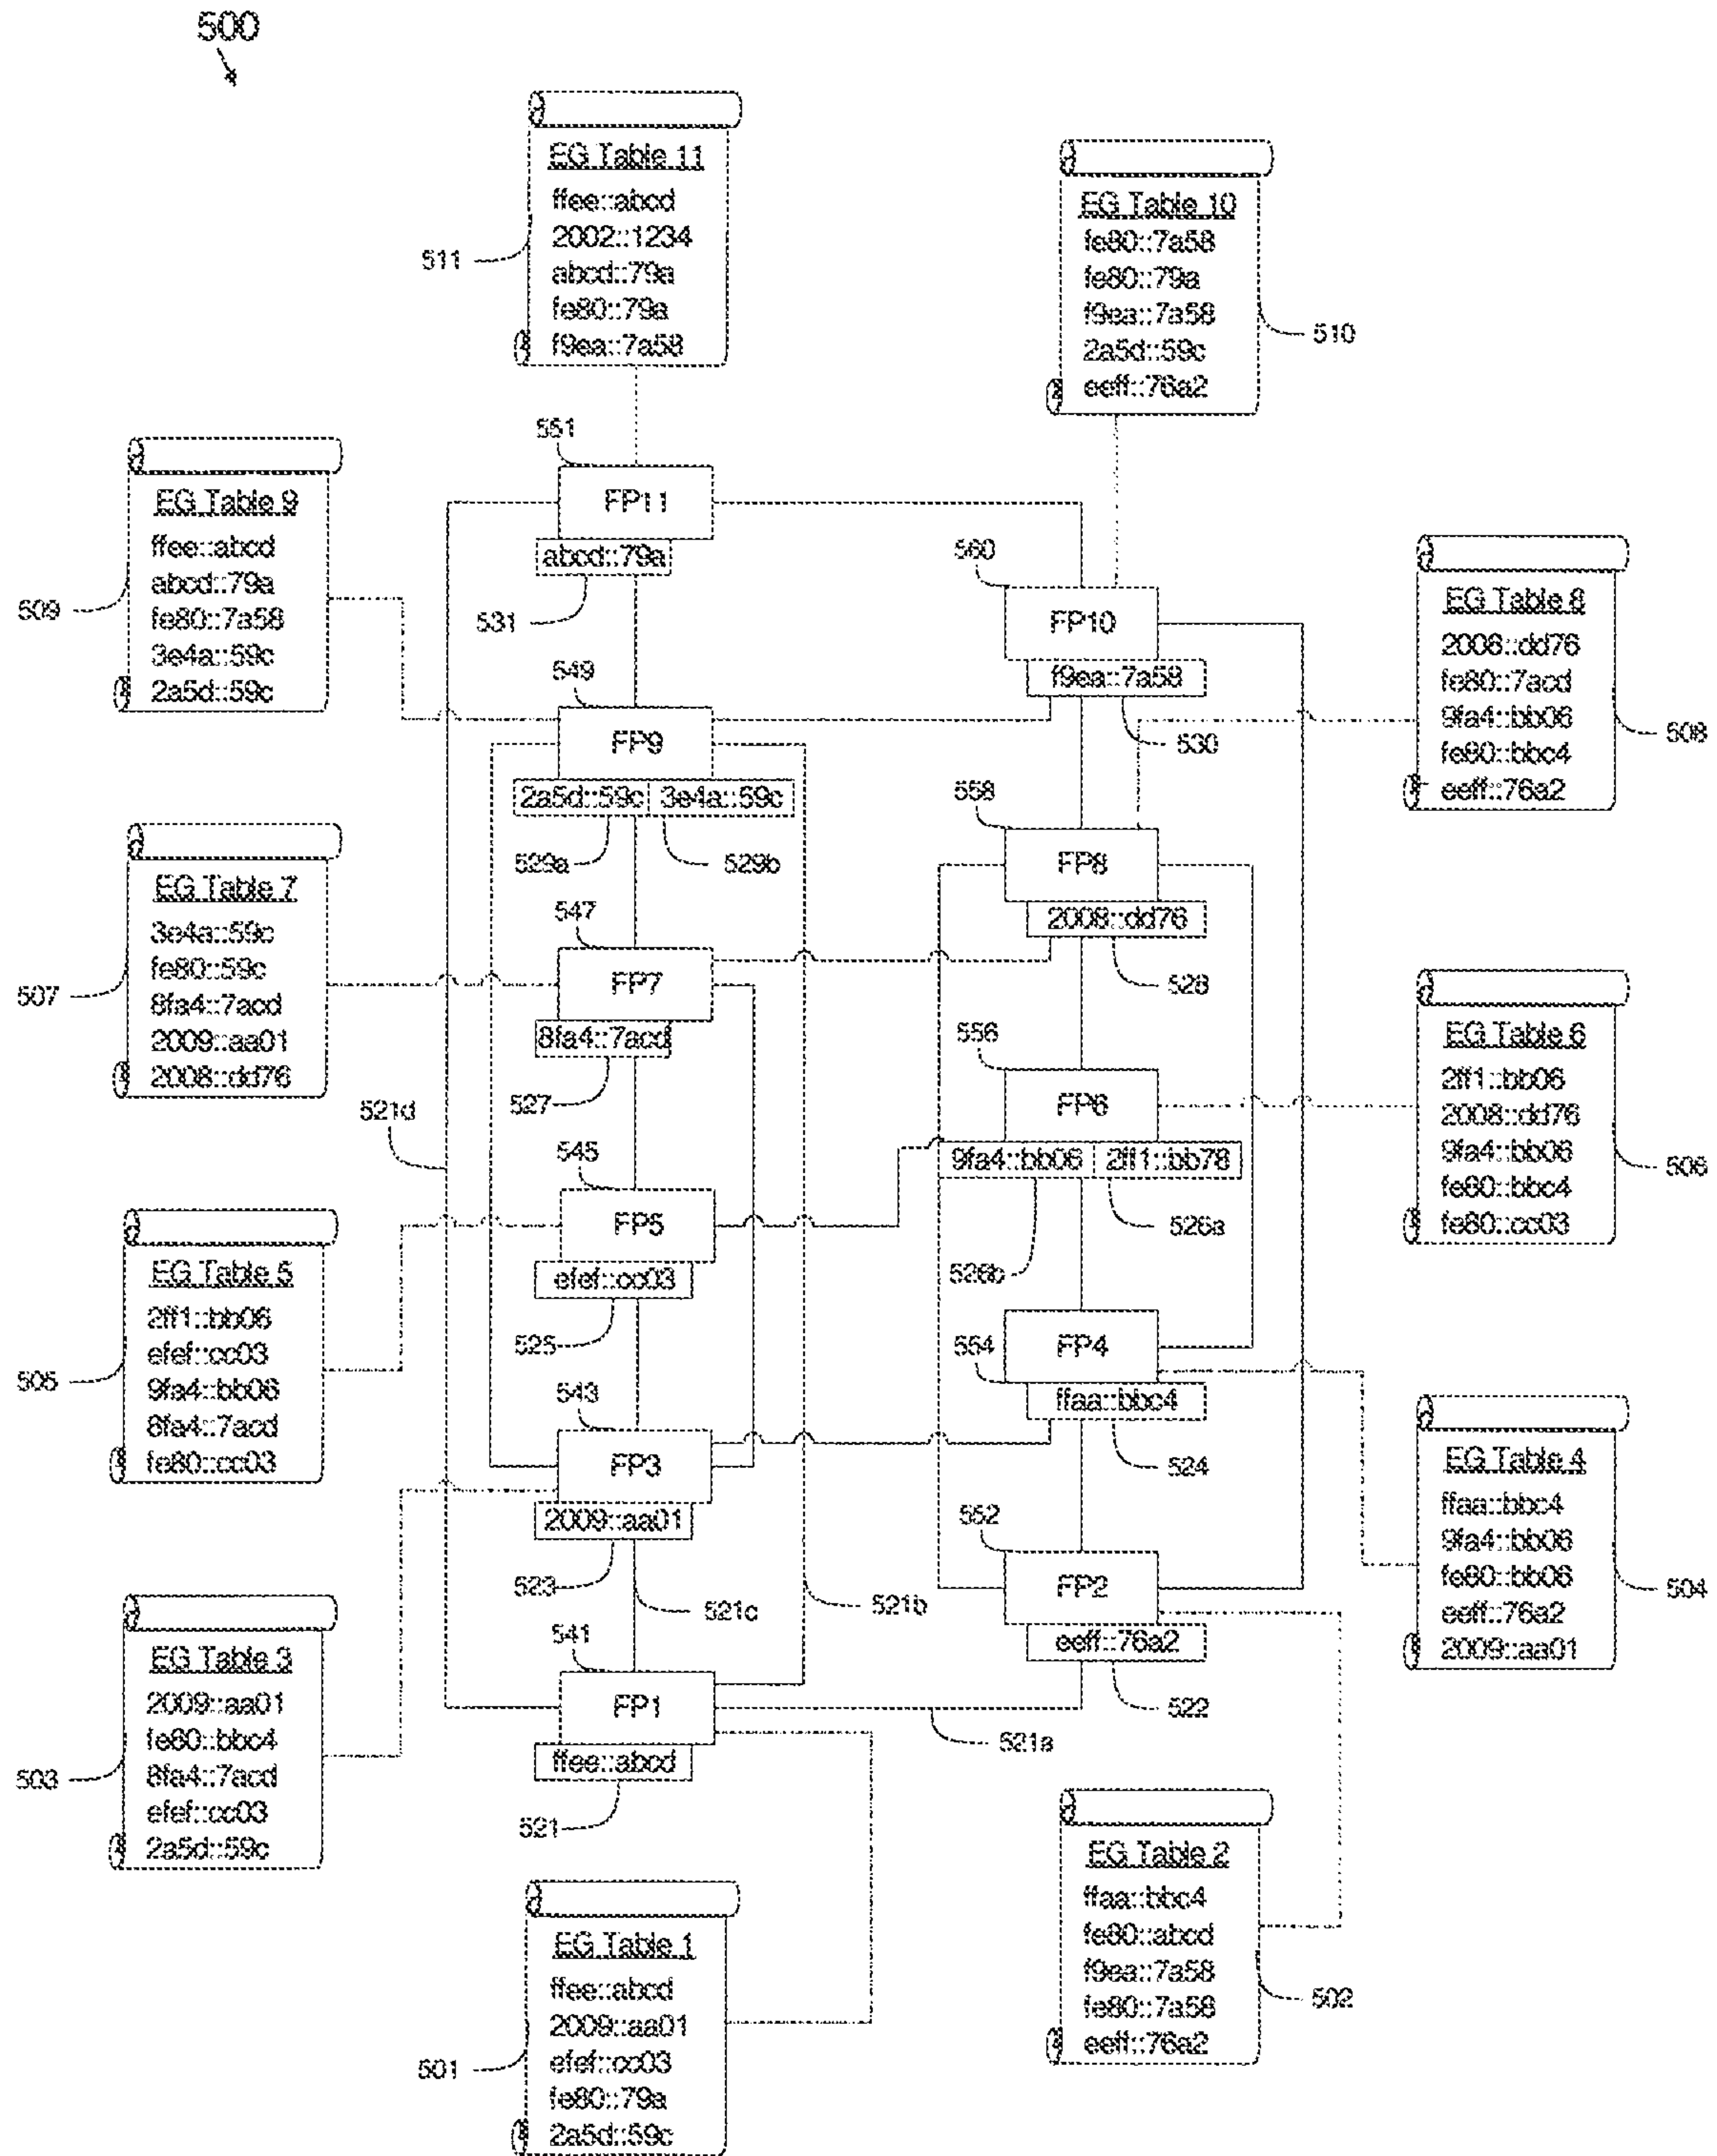 500
EG Table 11
ffee::abcd
2002::1234
abcd::79a
fe80::79a
f9ea::7a58
511
EG Table 10
fe80::7a58
fe80::79a
f9ea::7a58
2a5d::59c
eeff::76a2
510
551
FP11
abcd::79a
531
EG Table 9
ffee::abcd
abcd::79a
fe80::7a58
3e4a::59c
2a5d::59c
509
560
FP10
f9ea::7a58
530
EG Table 8
2008::dd76
fe80::7acd
9fa4::bb06
fe80::bbc4
eeff::76a2
508
549
FP9
2a5d::59c
3e4a::59c
529a
529b
558
FP8
2008::dd76
528
EG Table 7
3e4a::59c
fe80::59c
8fa4::7acd
2009::aa01
2008::dd76
507
547
FP7
8fa4::7acd
527
521d
556
FP6
9fa4::bb06
2ff1::bb78
526a
526b
EG Table 6
2ff1::bb06
2008::dd76
9fa4::bb06
fe80::bbc4
fe80::cc03
506
545
FP5
efef::cc03
525
EG Table 5
2ff1::bb06
efef::cc03
9fa4::bb06
8fa4::7acd
fe80::cc03
505
554
FP4
ffaa::bbc4
524
EG Table 4
ffaa::bbc4
9fa4::bb06
fe80::bb06
eeff::76a2
2009::aa01
504
543
FP3
2009::aa01
523
521c
521b
552
FP2
eeff::76a2
522
EG Table 3
2009::aa01
fe80::bbc4
8fa4::7acd
efef::cc03
2a5d::59c
503
541
FP1
ffee::abcd
521
521a
EG Table 2
ffaa::bbc4
fe80::abcd
f9ea::7a58
fe80::7a58
eeff::76a2
502
EG Table 1
ffee::abcd
2009::aa01
efef::cc03
fe80::79a
2a5d::59c
501